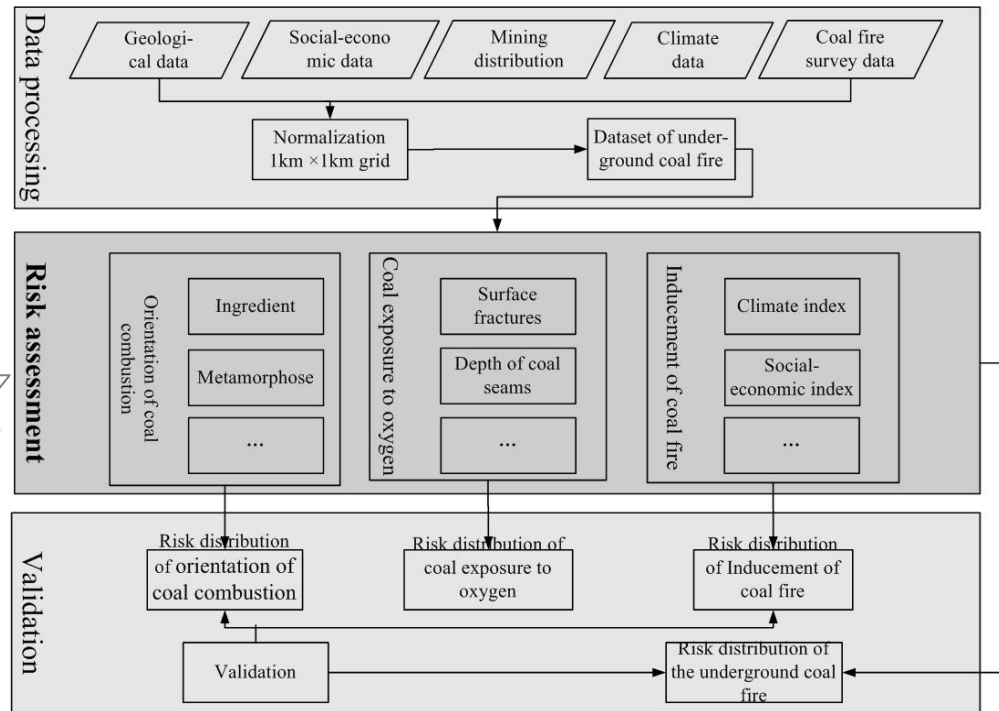 Data processing
Geologi-
cal data
Social-econo
mic data
Mining
distribution
Climate
data
Coal fire
survey data
Normalization
1km ×1km grid
Dataset of under-
ground coal fire
Risk assessment
Orientation of coal
combustion
Ingredient
Metamorphose
...
Coal exposure to oxygen
Surface
fractures
Depth of coal
seams
...
Inducement of coal fire
Climate index
Social-
economic index
...
Validation
Risk distribution
of orientation of
coal combustion
Risk distribution of
coal exposure to
oxygen
Risk distribution
of Inducement of
coal fire
Validation
Risk distribution of
the underground coal
fire